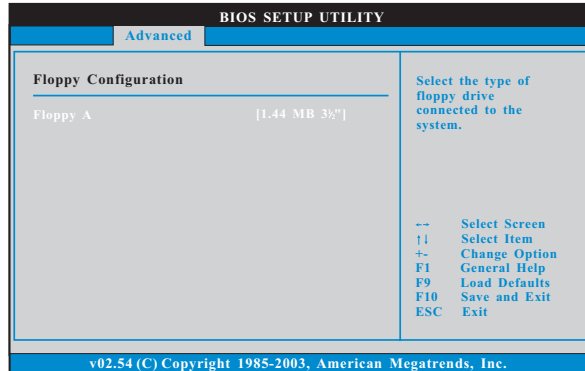 BIOS SETUP UTILITY
Advanced
Floppy Configuration
Floppy A [1.44 MB 3½"]
Select the type of
floppy drive
connected to the
system.
←→ Select Screen
↑↓ Select Item
+- Change Option
F1 General Help
F9 Load Defaults
F10 Save and Exit
ESC Exit
v02.54 (C) Copyright 1985-2003, American Megatrends, Inc.